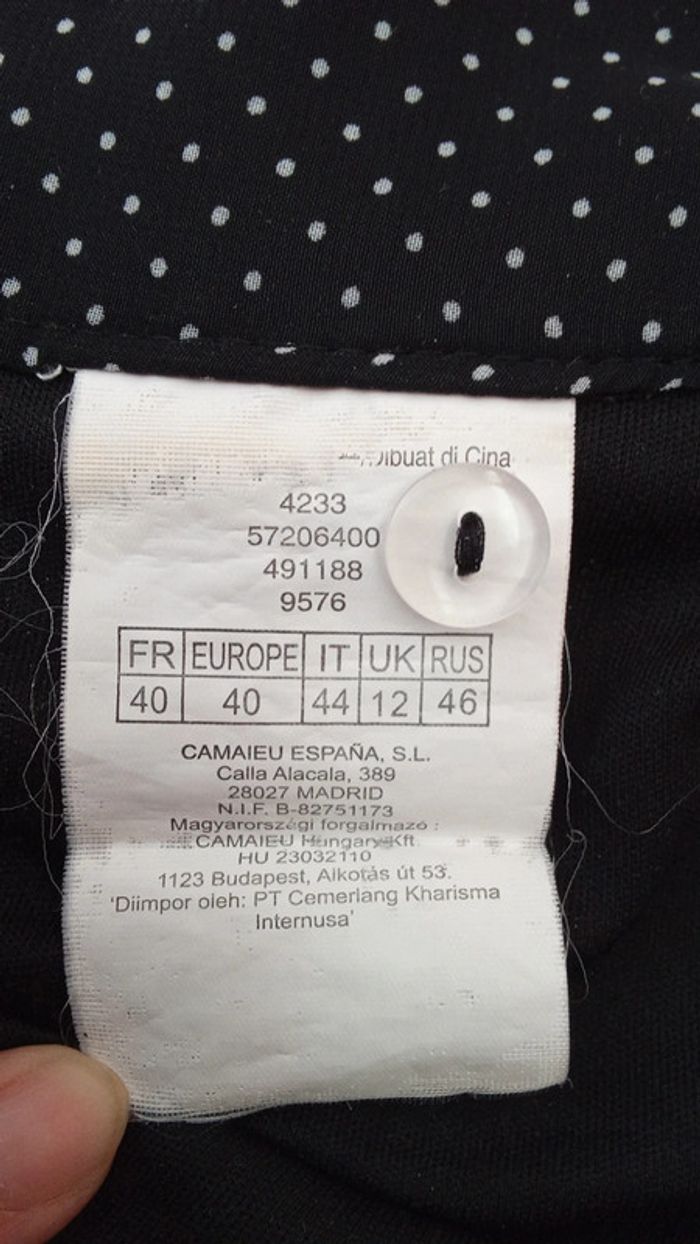 di Cina
4233
57206400
491188
9576
FR EUROPE IT UK RUS
40 40 44 12 46
CAMAIEU ESPAÑA, S.L.
Calla Alacala, 389
28027 MADRID
N.I.F. B-82751173
Magyarországi forgalmazó :
CAMAIEU Hungary Kft
HU 23032110
1123 Budapest, Alkotás út 53.
'Diimpor oleh: PT Cemerlang Kharisma
Internusa'